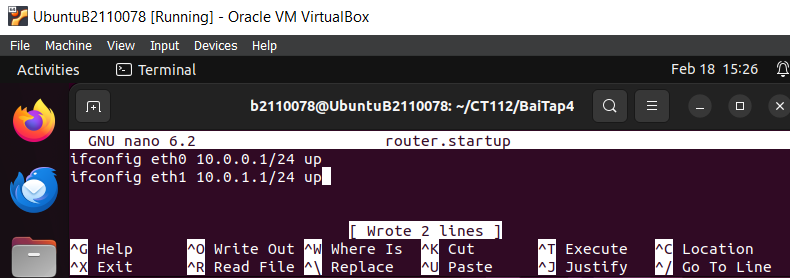 UbuntuB2110078 [Running] - Oracle VM VirtualBox
File Machine View Input Devices Help
Activities Terminal Feb 18 15:26
b2110078@UbuntuB2110078: ~/CT112/BaiTap4
GNU nano 6.2 router.startup
ifconfig eth0 10.0.0.1/24 up
ifconfig eth1 10.0.1.1/24 up
[ Wrote 2 lines ]
^G Help ^O Write Out ^W Where Is ^K Cut ^T Execute ^C Location
^X Exit ^R Read File ^\ Replace ^U Paste ^J Justify ^/ Go To Line